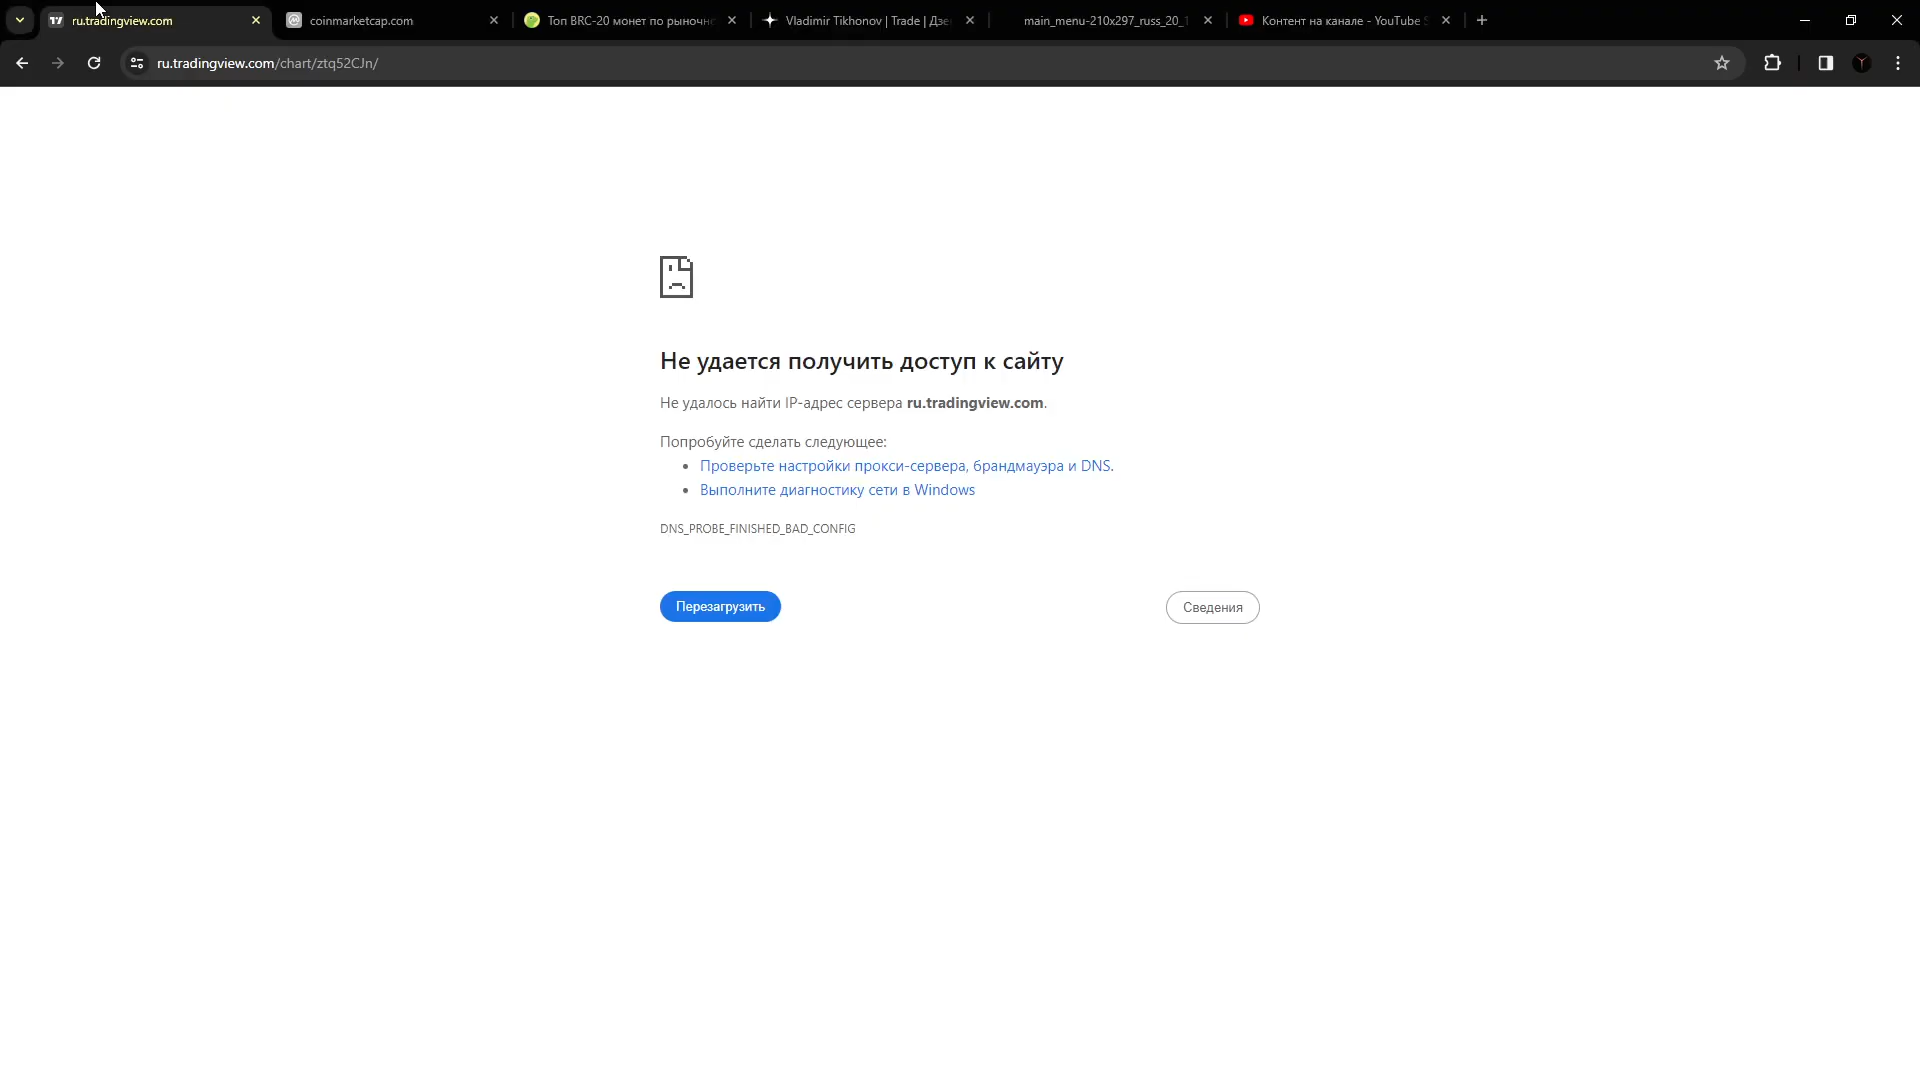 ru.tradingview.com
coinmarketcap.com
Топ BRC-20 монет по рыночн
Vladimir Tikhonov | Trade | Дзе
main_menu-210x297_russ_20_1
Контент на канале - YouTube S
ru.tradingview.com/chart/ztq52CJn/
Не удается получить доступ к сайту
Не удалось найти IP-адрес сервера ru.tradingview.com.
Попробуйте сделать следующее:
• Проверьте настройки прокси-сервера, брандмауэра и DNS.
• Выполните диагностику сети в Windows
DNS_PROBE_FINISHED_BAD_CONFIG
Перезагрузить
Сведения